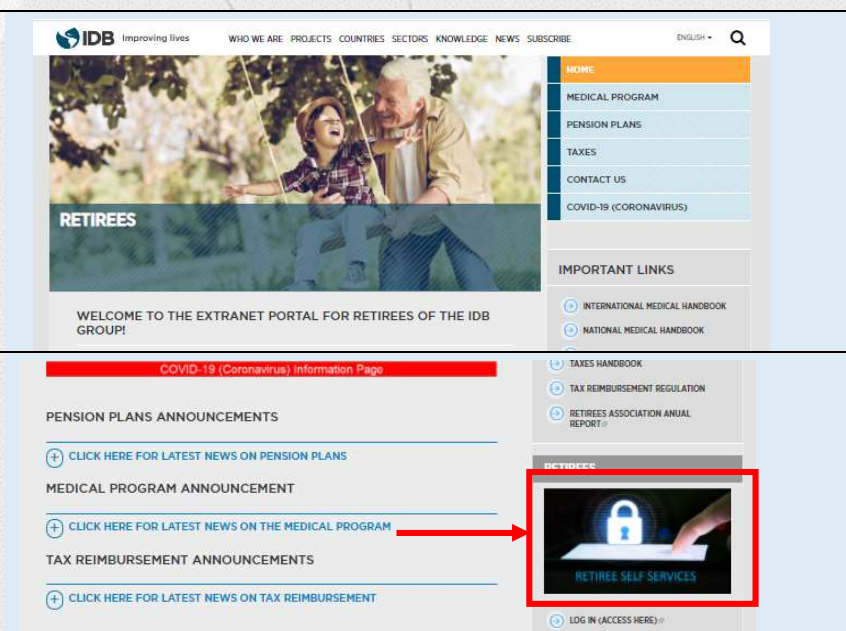 IDB Improving lives
WHO WE ARE PROJECTS COUNTRIES SECTORS KNOWLEDGE NEWS SUBSCRIBE
ENGLISH
RETIREES
WELCOME TO THE EXTRANET PORTAL FOR RETIREES OF THE IDB
GROUP!
HOME
MEDICAL PROGRAM
PENSION PLANS
TAXES
CONTACT US
COVID-19 (CORONAVIRUS)
IMPORTANT LINKS
INTERNATIONAL MEDICAL HANDBOOK
NATIONAL MEDICAL HANDBOOK
COVID-19 (Coronavirus) Information Page
PENSION PLANS ANNOUNCEMENTS
CLICK HERE FOR LATEST NEWS ON PENSION PLANS
MEDICAL PROGRAM ANNOUNCEMENT
CLICK HERE FOR LATEST NEWS ON THE MEDICAL PROGRAM
TAX REIMBURSEMENT ANNOUNCEMENTS
CLICK HERE FOR LATEST NEWS ON TAX REIMBURSEMENT
TAXES HANDBOOK
TAX REIMBURSEMENT REGULATION
RETIREES ASSOCIATION ANUAL
REPORT
RETIREES
RETIREE SELF SERVICES
LOG IN (ACCESS HERE)